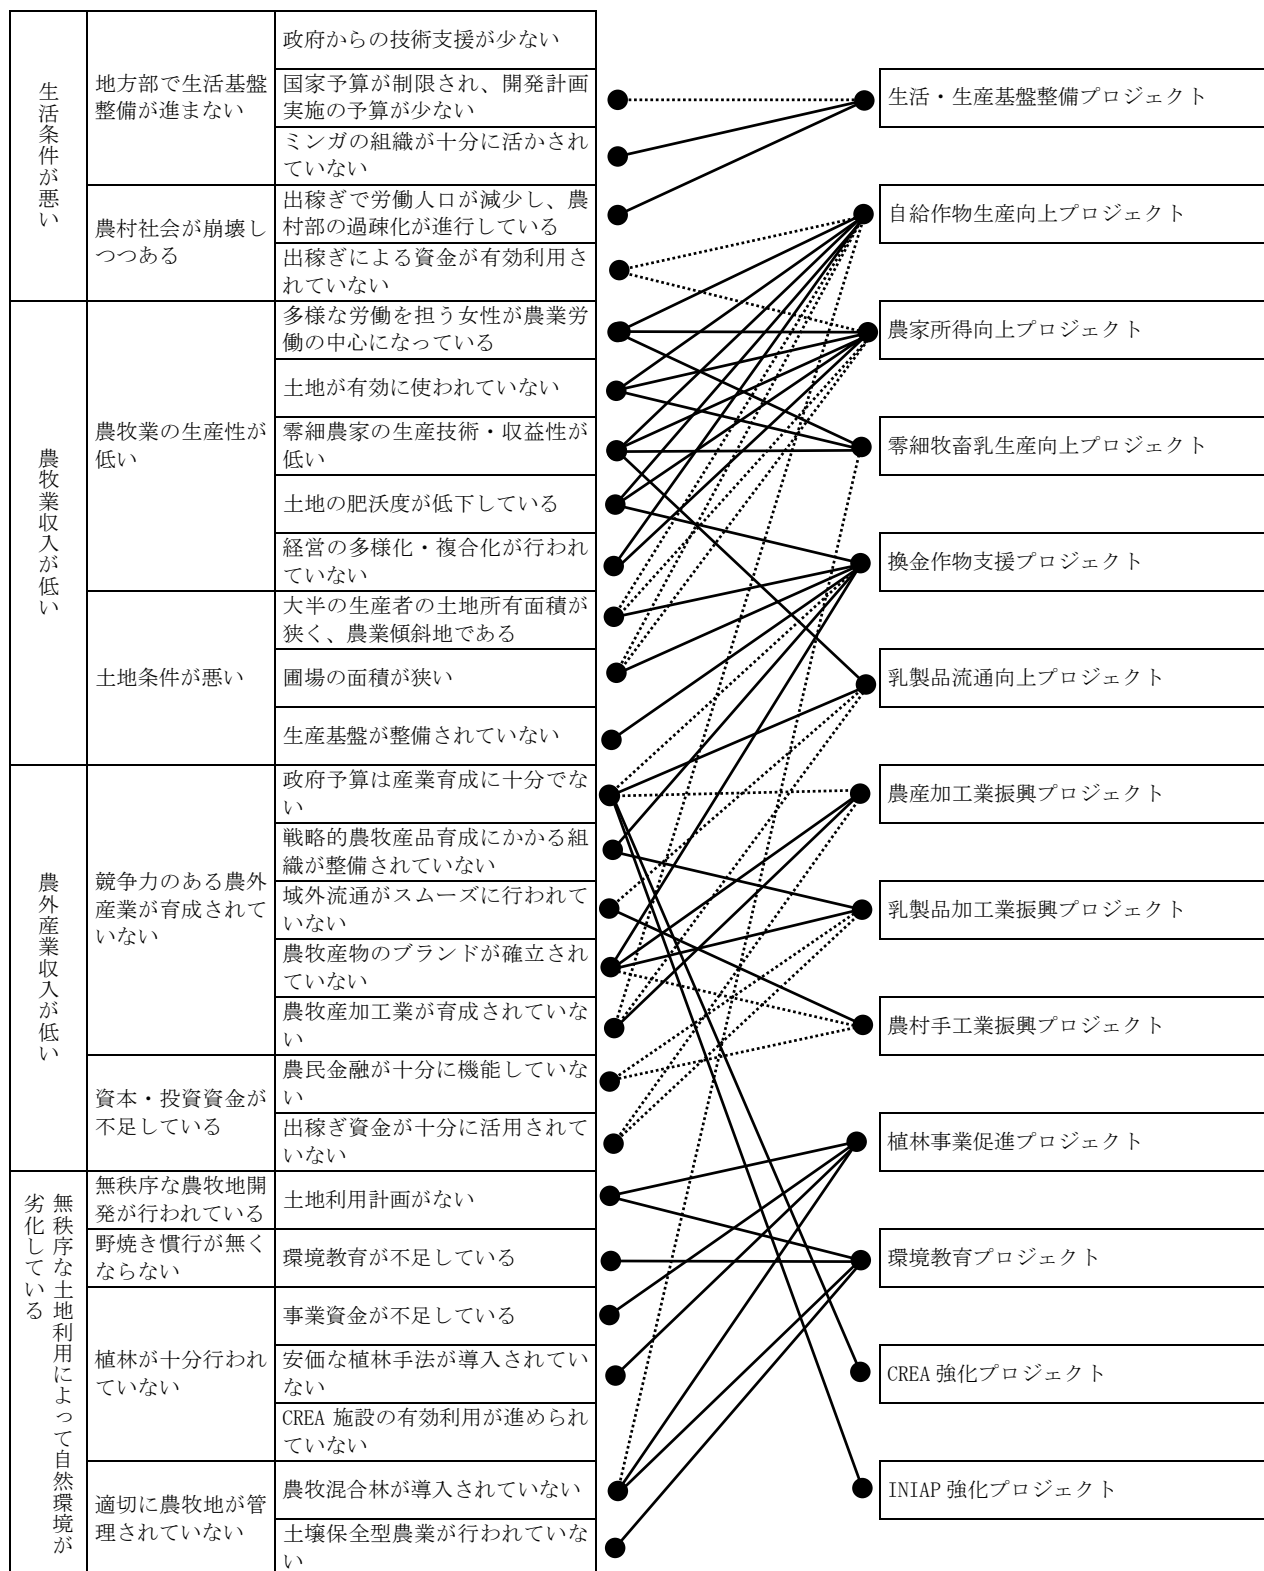 生活条件が悪い
地方部で生活基盤
整備が進まない
政府からの技術支援が少ない
国家予算が制限され、開発計画
実施の予算が少ない
ミンガの組織が十分に活かされ
ていない
農村社会が崩壊し
つつある
出稼ぎで労働人口が減少し、農
村部の過疎化が進行している
出稼ぎによる資金が有効利用さ
れていない
農牧業収入が低い
農牧業の生産性が
低い
多様な労働を担う女性が農業労
働の中心になっている
土地が有効に使われていない
零細農家の生産技術・収益性が
低い
土地の肥沃度が低下している
経営の多様化・複合化が行われ
ていない
土地条件が悪い
大半の生産者の土地所有面積が
狭く、農業傾斜地である
圃場の面積が狭い
生産基盤が整備されていない
農外産業収入が低い
競争力のある農外
産業が育成されて
いない
政府予算は産業育成に十分でな
い
戦略的農牧産品育成にかかる組
織が整備されていない
域外流通がスムーズに行われて
いない
農牧産物のブランドが確立され
ていない
農牧産加工業が育成されていな
い
資本・投資資金が
不足している
農民金融が十分に機能していな
い
出稼ぎ資金が十分に活用されて
いない
無秩序な土地利用によって自然環境が
劣化している
無秩序な農牧地開
発が行われている
土地利用計画がない
野焼き慣行が無く
ならない
環境教育が不足している
植林が十分行われ
ていない
事業資金が不足している
安価な植林手法が導入されてい
ない
CREA 施設の有効利用が進められ
ていない
適切に農牧地が管
理されていない
農牧混合林が導入されていない
土壌保全型農業が行われていな
い
生活・生産基盤整備プロジェクト
自給作物生産向上プロジェクト
農家所得向上プロジェクト
零細牧畜乳生産向上プロジェクト
換金作物支援プロジェクト
乳製品流通向上プロジェクト
農産加工業振興プロジェクト
乳製品加工業振興プロジェクト
農村手工業振興プロジェクト
植林事業促進プロジェクト
環境教育プロジェクト
CREA 強化プロジェクト
INIAP 強化プロジェクト